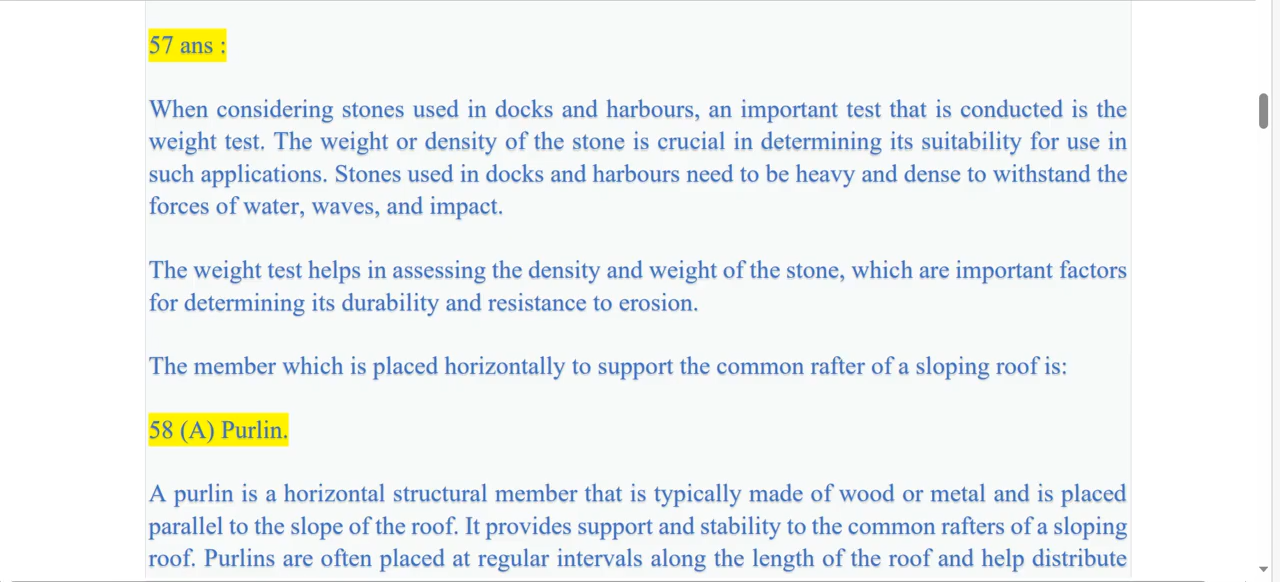 57 ans :
When considering stones used in docks and harbours, an important test that is conducted is the
weight test. The weight or density of the stone is crucial in determining its suitability for use in
such applications. Stones used in docks and harbours need to be heavy and dense to withstand the
forces of water, waves, and impact.
The weight test helps in assessing the density and weight of the stone, which are important factors
for determining its durability and resistance to erosion.
The member which is placed horizontally to support the common rafter of a sloping roof is:
58 (A) Purlin.
A purlin is a horizontal structural member that is typically made of wood or metal and is placed
parallel to the slope of the roof. It provides support and stability to the common rafters of a sloping
roof. Purlins are often placed at regular intervals along the length of the roof and help distribute